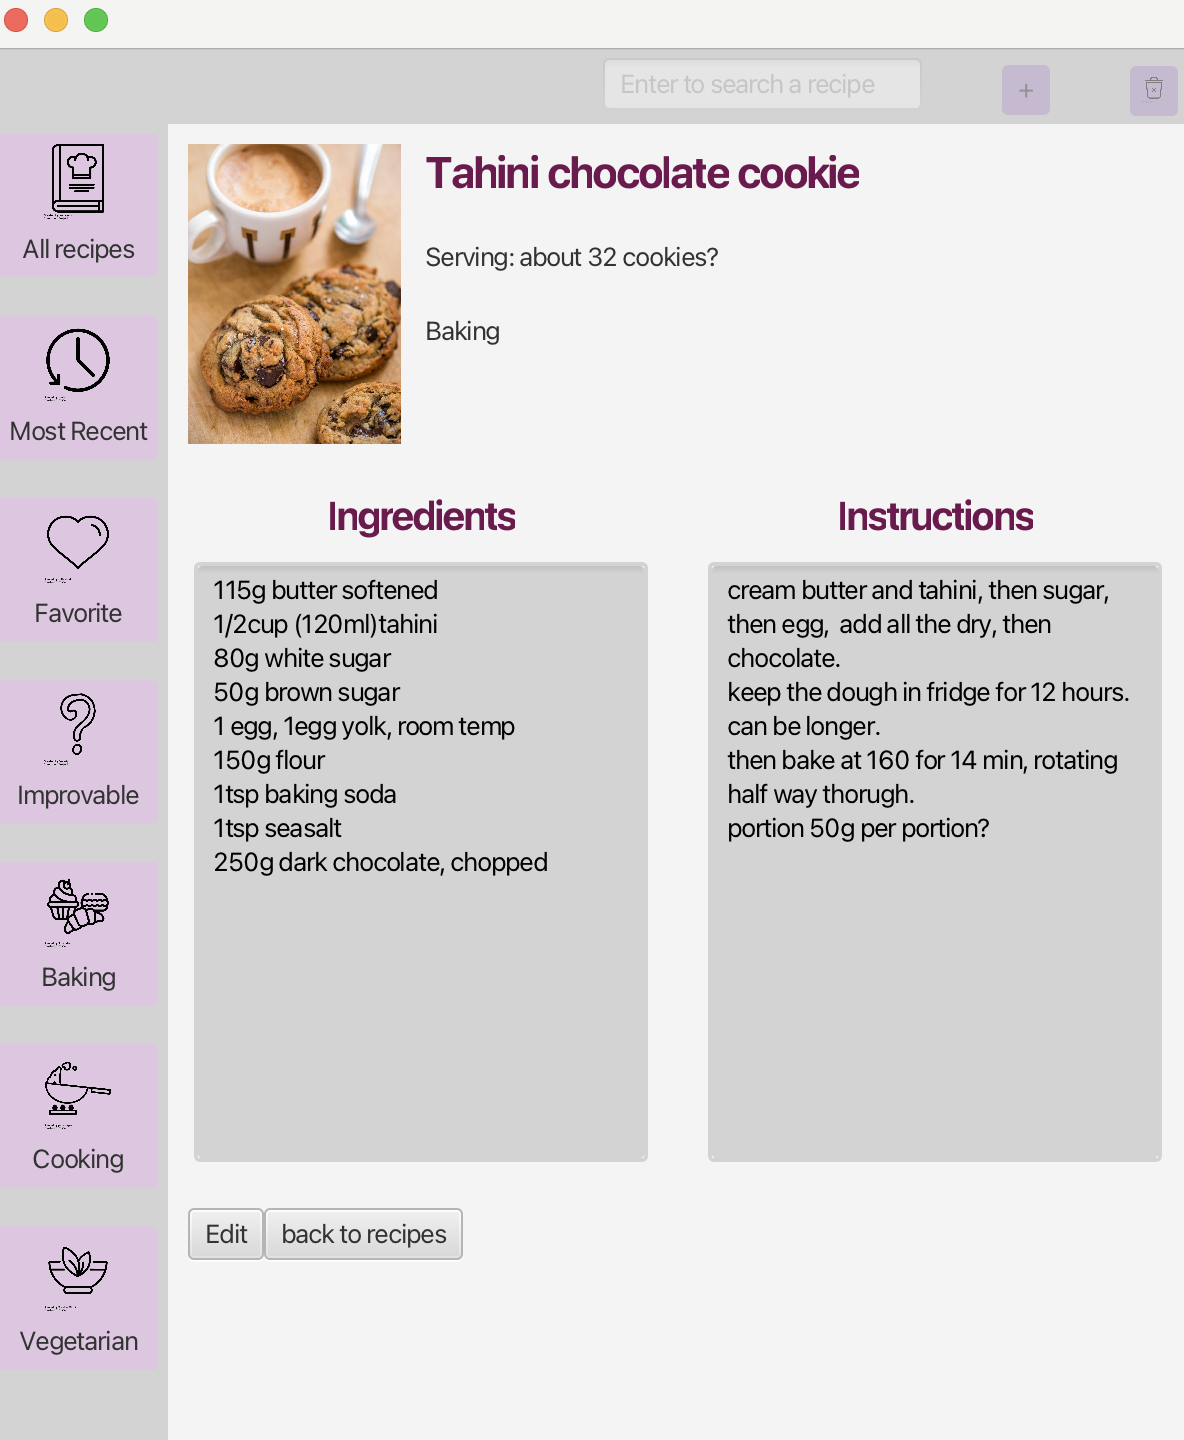 Enter to search a recipe
+
All recipes
Most Recent
Favorite
Improvable
Baking
Cooking
Vegetarian
Tahini chocolate cookie
Serving: about 32 cookies?
Baking
Ingredients
115g butter softened
1/2cup (120ml)tahini
80g white sugar
50g brown sugar
1 egg, 1egg yolk, room temp
150g flour
1tsp baking soda
1tsp seasalt
250g dark chocolate, chopped
Instructions
cream butter and tahini, then sugar,
then egg,  add all the dry, then
chocolate.
keep the dough in fridge for 12 hours.
can be longer.
then bake at 160 for 14 min, rotating
half way thorugh.
portion 50g per portion?
Edit
back to recipes